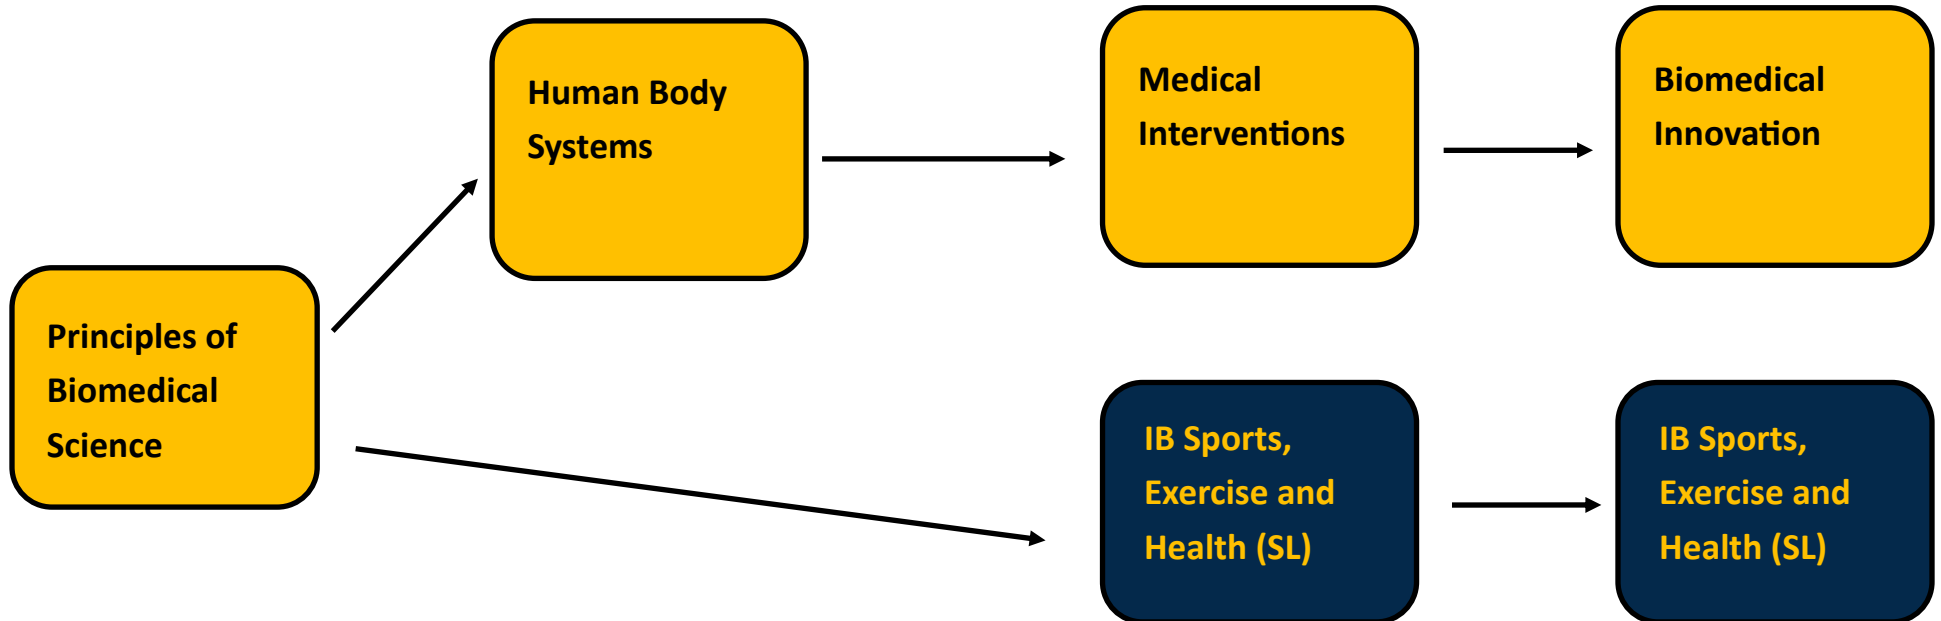 Human Body
Systems
Medical
Interventions
Biomedical
Innovation
Principles of
Biomedical
Science
IB Sports,
Exercise and
Health (SL)
IB Sports,
Exercise and
Health (SL)